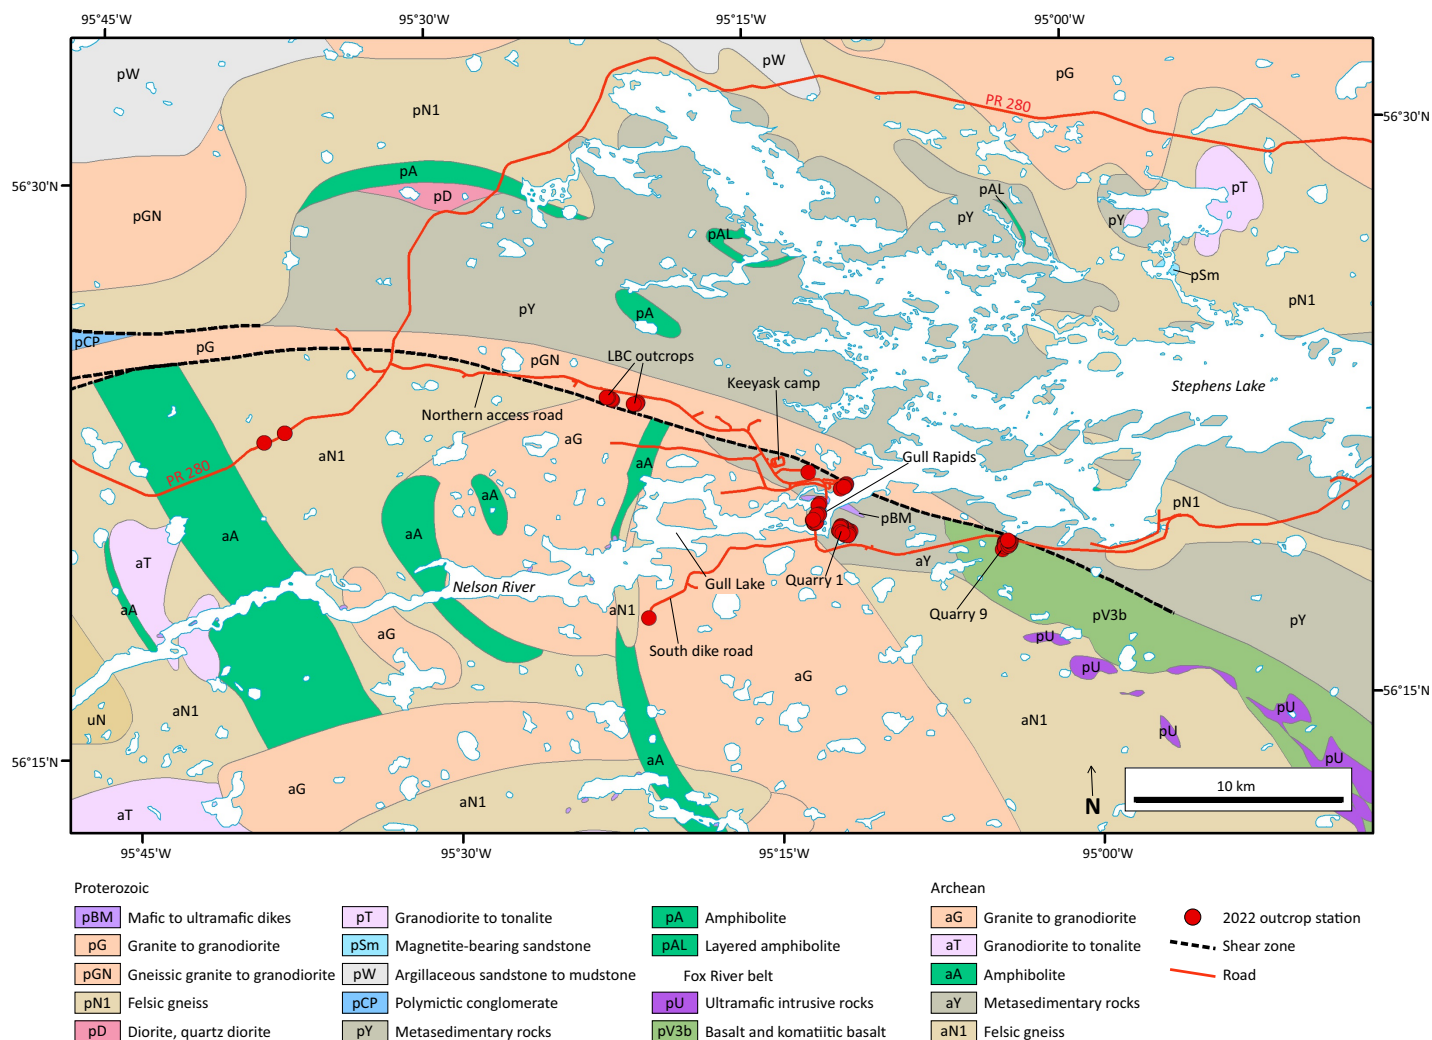 95°45'W
95°30'W
95°15'W
95°00'W
pW
pW
pG
PR 280
56°30'N
pN1
pA
pD
56°30'N
pAL
pT
pGN
pY
pY
pAL
pSm
pN1
pY
pA
pCP
pG
pGN
LBC outcrops
Keeyask camp
Stephens Lake
Northern access road
aG
Gull Rapids
aN1
aA
PR 280
aA
pN1
aA
pBM
aA
aT
aY
Nelson River
Gull Lake
Quarry 1
aA
aN1
Quarry 9
pV3b
pY
aG
pU
South dike road
pU
aG
56°15'N
uN
aN1
aN1
pU
pU
aA
pU
56°15'N
aG
aN1
10 km
aT
N
95°45'W
95°30'W
95°15'W
95°00'W
Proterozoic
pBM Mafic to ultramafic dikes
pG Granite to granodiorite
pGN Gneissic granite to granodiorite
pN1 Felsic gneiss
pD Diorite, quartz diorite
pT Granodiorite to tonalite
pSm Magnetite-bearing sandstone
pW Argillaceous sandstone to mudstone
pCP Polymictic conglomerate
pY Metasedimentary rocks
pA Amphibolite
pAL Layered amphibolite
Fox River belt
pU Ultramafic intrusive rocks
pV3b Basalt and komatiitic basalt
Archean
aG Granite to granodiorite
aT Granodiorite to tonalite
aA Amphibolite
aY Metasedimentary rocks
aN1 Felsic gneiss
2022 outcrop station
Shear zone
Road